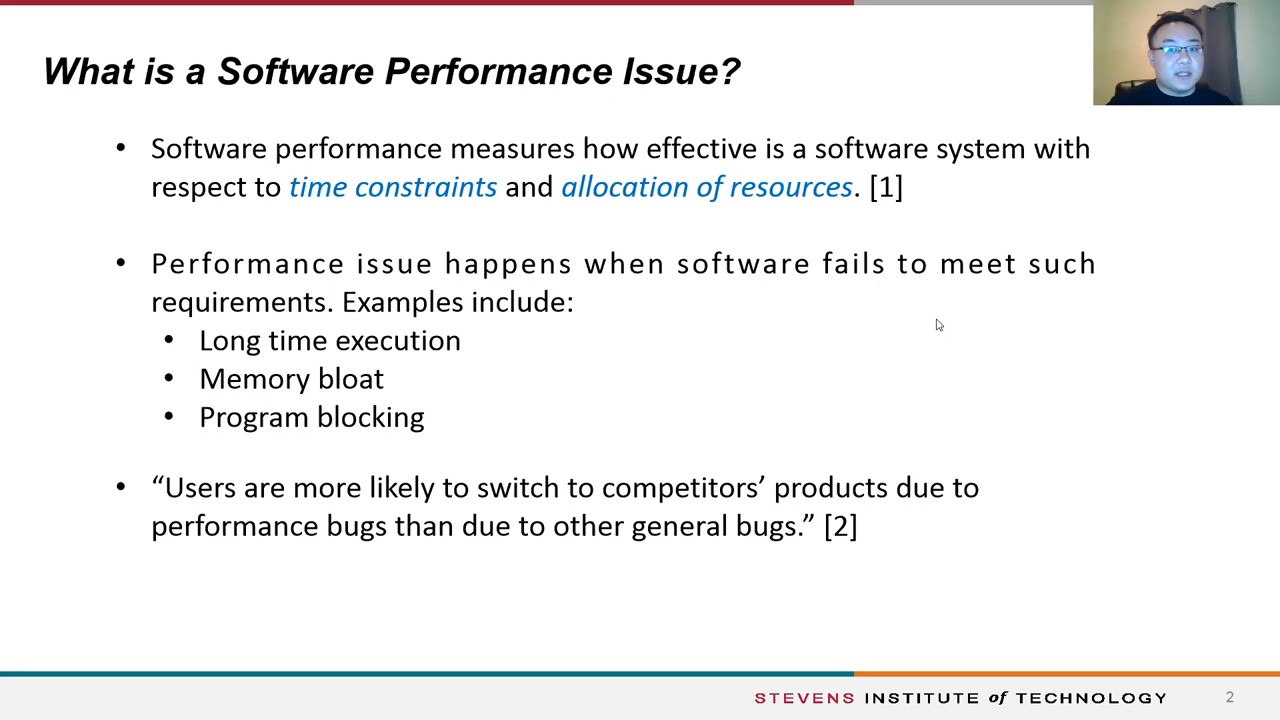 What is a Software Performance Issue?
• Software performance measures how effective is a software system with
respect to time constraints and allocation of resources. [1]
• Performance issue happens when software fails to meet such
requirements. Examples include:
• Long time execution
• Memory bloat
• Program blocking
• “Users are more likely to switch to competitors’ products due to
performance bugs than due to other general bugs.” [2]
STEVENS INSTITUTE of TECHNOLOGY 2